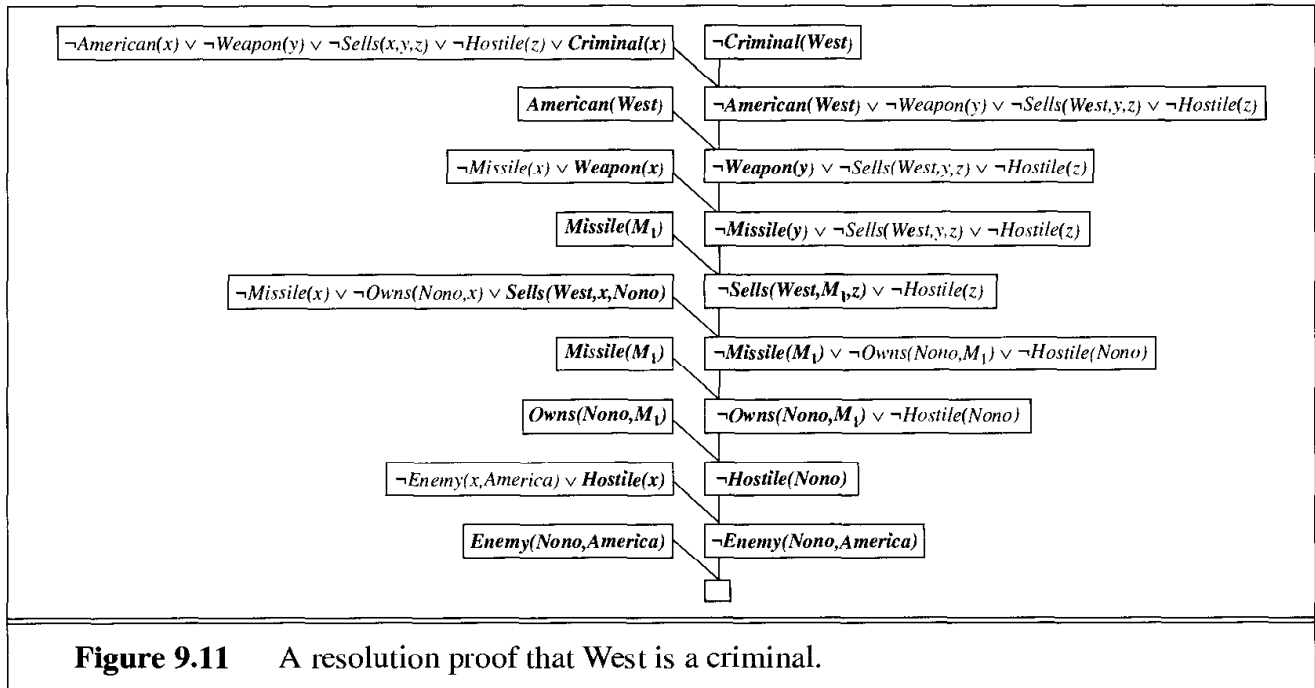 ¬American(x) ∨ ¬Weapon(y) ∨ ¬Sells(x,y,z) ∨ ¬Hostile(z) ∨ Criminal(x) ¬Criminal(West)
American(West) ¬American(West) ∨ ¬Weapon(y) ∨ ¬Sells(West,y,z) ∨ ¬Hostile(z)
¬Missile(x) ∨ Weapon(x) ¬Weapon(y) ∨ ¬Sells(West,y,z) ∨ ¬Hostile(z)
Missile(M₁) ¬Missile(y) ∨ ¬Sells(West,y,z) ∨ ¬Hostile(z)
¬Missile(x) ∨ ¬Owns(Nono,x) ∨ Sells(West,x,Nono) ¬Sells(West,M₁,z) ∨ ¬Hostile(z)
Missile(M₁) ¬Missile(M₁) ∨ ¬Owns(Nono,M₁) ∨ ¬Hostile(Nono)
Owns(Nono,M₁) ¬Owns(Nono,M₁) ∨ ¬Hostile(Nono)
¬Enemy(x,America) ∨ Hostile(x) ¬Hostile(Nono)
Enemy(Nono,America) ¬Enemy(Nono,America)
Figure 9.11 A resolution proof that West is a criminal.